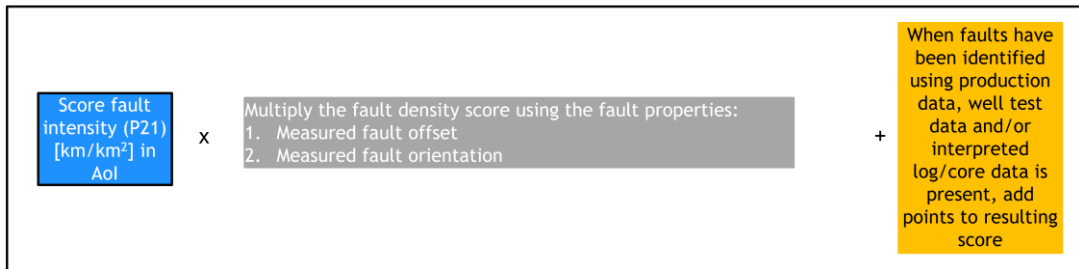 Score fault
intensity (P21)
[km/km²] in
AoI
x
Multiply the fault density score using the fault properties:
1. Measured fault offset
2. Measured fault orientation
+
When faults have
been identified
using production
data, well test
data and/or
interpreted
log/core data is
present, add
points to resulting
score